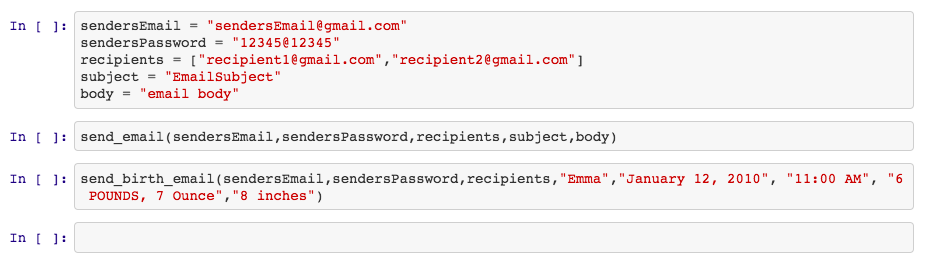 In [ ]: sendersEmail = "sendersEmail@gmail.com"
sendersPassword = "12345@12345"
recipients = ["recipient1@gmail.com","recipient2@gmail.com"]
subject = "EmailSubject"
body = "email body"
In [ ]: send_email(sendersEmail,sendersPassword,recipients,subject,body)
In [ ]: send_birth_email(sendersEmail,sendersPassword,recipients,"Emma","January 12, 2010", "11:00 AM", "6
POUNDS, 7 Ounce","8 inches")
In [ ]: